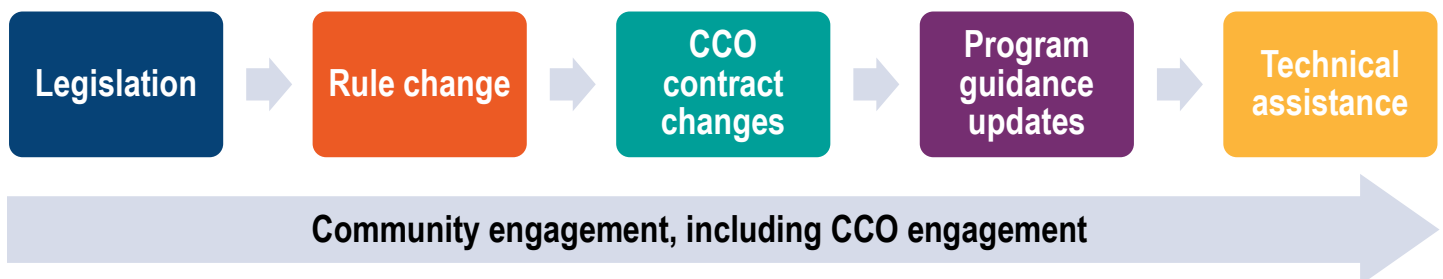 Legislation
Rule change
CCO
contract
changes
Program
guidance
updates
Technical
assistance
Community engagement, including CCO engagement